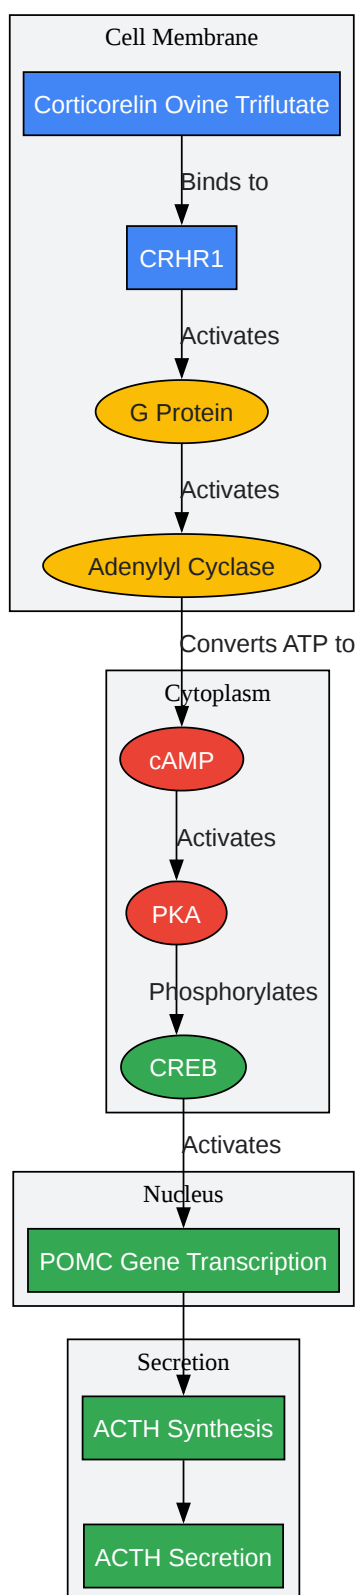 Cell Membrane
Corticorelin Ovine Triflutate
Binds to
CRHR1
Activates
G Protein
Activates
Adenylyl Cyclase
Converts ATP to
Cytoplasm
cAMP
Activates
PKA
Phosphorylates
CREB
Activates
Nucleus
POMC Gene Transcription
Secretion
ACTH Synthesis
ACTH Secretion